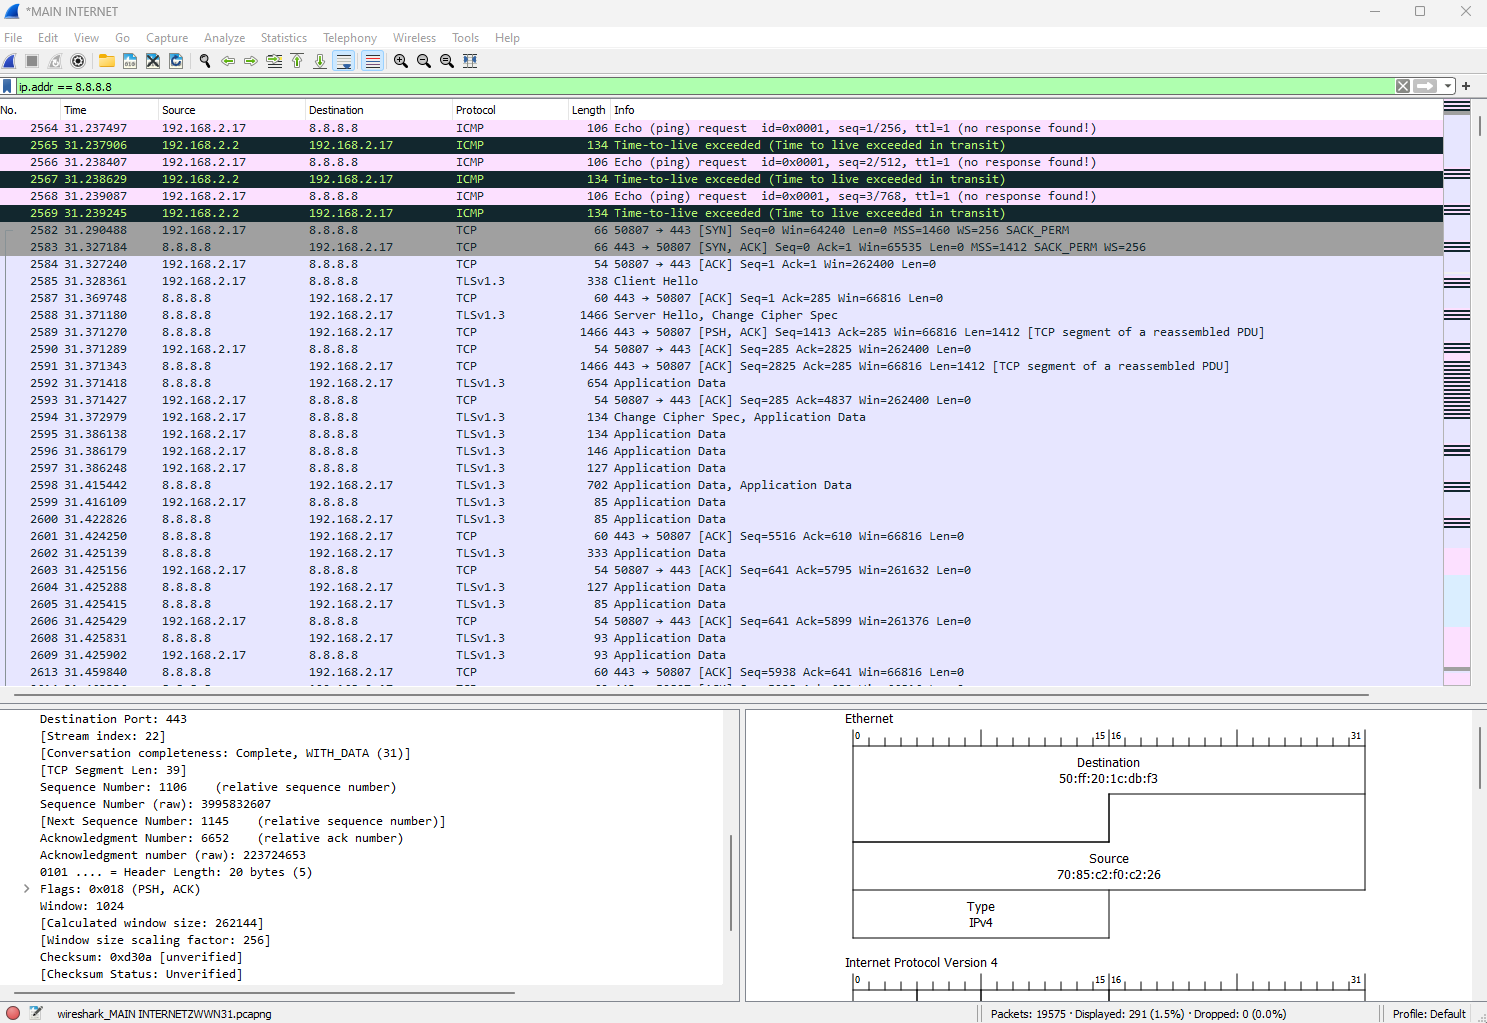 *MAIN INTERNET
File Edit View Go Capture Analyze Statistics Telephony Wireless Tools Help
ip.addr == 8.8.8.8
No. Time Source Destination Protocol Length Info
2564 31.237497 192.168.2.17 8.8.8.8 ICMP 106 Echo (ping) request id=0x0001, seq=1/256, ttl=1 (no response found!)
2565 31.237906 192.168.2.2 192.168.2.17 ICMP 134 Time-to-live exceeded (Time to live exceeded in transit)
2566 31.238407 192.168.2.17 8.8.8.8 ICMP 106 Echo (ping) request id=0x0001, seq=2/512, ttl=1 (no response found!)
2567 31.238629 192.168.2.2 192.168.2.17 ICMP 134 Time-to-live exceeded (Time to live exceeded in transit)
2568 31.239087 192.168.2.17 8.8.8.8 ICMP 106 Echo (ping) request id=0x0001, seq=3/768, ttl=1 (no response found!)
2569 31.239245 192.168.2.2 192.168.2.17 ICMP 134 Time-to-live exceeded (Time to live exceeded in transit)
2582 31.290488 192.168.2.17 8.8.8.8 TCP 66 50807 → 443 [SYN] Seq=0 Win=64240 Len=0 MSS=1460 WS=256 SACK_PERM
2583 31.327184 8.8.8.8 192.168.2.17 TCP 66 443 → 50807 [SYN, ACK] Seq=0 Ack=1 Win=65535 Len=0 MSS=1412 SACK_PERM WS=256
2584 31.327240 192.168.2.17 8.8.8.8 TCP 54 50807 → 443 [ACK] Seq=1 Ack=1 Win=262400 Len=0
2585 31.328361 192.168.2.17 8.8.8.8 TLSv1.3 338 Client Hello
2587 31.369748 8.8.8.8 192.168.2.17 TCP 60 443 → 50807 [ACK] Seq=1 Ack=285 Win=66816 Len=0
2588 31.371180 8.8.8.8 192.168.2.17 TLSv1.3 1466 Server Hello, Change Cipher Spec
2589 31.371270 8.8.8.8 192.168.2.17 TCP 1466 443 → 50807 [PSH, ACK] Seq=1413 Ack=285 Win=66816 Len=1412 [TCP segment of a reassembled PDU]
2590 31.371289 192.168.2.17 8.8.8.8 TCP 54 50807 → 443 [ACK] Seq=285 Ack=2825 Win=262400 Len=0
2591 31.371343 8.8.8.8 192.168.2.17 TCP 1466 443 → 50807 [ACK] Seq=2825 Ack=285 Win=66816 Len=1412 [TCP segment of a reassembled PDU]
2592 31.371418 8.8.8.8 192.168.2.17 TLSv1.3 654 Application Data
2593 31.371427 192.168.2.17 8.8.8.8 TCP 54 50807 → 443 [ACK] Seq=285 Ack=4837 Win=262400 Len=0
2594 31.372979 192.168.2.17 8.8.8.8 TLSv1.3 134 Change Cipher Spec, Application Data
2595 31.386138 192.168.2.17 8.8.8.8 TLSv1.3 134 Application Data
2596 31.386179 192.168.2.17 8.8.8.8 TLSv1.3 146 Application Data
2597 31.386248 192.168.2.17 8.8.8.8 TLSv1.3 127 Application Data
2598 31.415442 8.8.8.8 192.168.2.17 TLSv1.3 702 Application Data, Application Data
2599 31.416109 192.168.2.17 8.8.8.8 TLSv1.3 85 Application Data
2600 31.422826 8.8.8.8 192.168.2.17 TLSv1.3 85 Application Data
2601 31.424250 8.8.8.8 192.168.2.17 TCP 60 443 → 50807 [ACK] Seq=5516 Ack=610 Win=66816 Len=0
2602 31.425139 8.8.8.8 192.168.2.17 TLSv1.3 333 Application Data
2603 31.425156 192.168.2.17 8.8.8.8 TCP 54 50807 → 443 [ACK] Seq=641 Ack=5795 Win=261632 Len=0
2604 31.425288 8.8.8.8 192.168.2.17 TLSv1.3 127 Application Data
2605 31.425415 8.8.8.8 192.168.2.17 TLSv1.3 85 Application Data
2606 31.425429 192.168.2.17 8.8.8.8 TCP 54 50807 → 443 [ACK] Seq=641 Ack=5899 Win=261376 Len=0
2608 31.425831 8.8.8.8 192.168.2.17 TLSv1.3 93 Application Data
2609 31.425902 192.168.2.17 8.8.8.8 TLSv1.3 93 Application Data
2613 31.459840 8.8.8.8 192.168.2.17 TCP 60 443 → 50807 [ACK] Seq=5938 Ack=641 Win=66816 Len=0
Destination Port: 443
[Stream index: 22]
[Conversation completeness: Complete, WITH_DATA (31)]
[TCP Segment Len: 39]
Sequence Number: 1106 (relative sequence number)
Sequence Number (raw): 3995832607
[Next Sequence Number: 1145 (relative sequence number)]
Acknowledgment Number: 6652 (relative ack number)
Acknowledgment number (raw): 223724653
0101 .... = Header Length: 20 bytes (5)
Flags: 0x018 (PSH, ACK)
Window: 1024
[Calculated window size: 262144]
[Window size scaling factor: 256]
Checksum: 0xd30a [unverified]
[Checksum Status: Unverified]
Ethernet
0 15 16 31
Destination
50:ff:20:1c:db:f3
Source
70:85:c2:f0:c2:26
Type
IPv4
Internet Protocol Version 4
0 15 16 31
wireshark_MAIN INTERNETZWWN31.pcapng
Packets: 19575 · Displayed: 291 (1.5%) · Dropped: 0 (0.0%)
Profile: Default